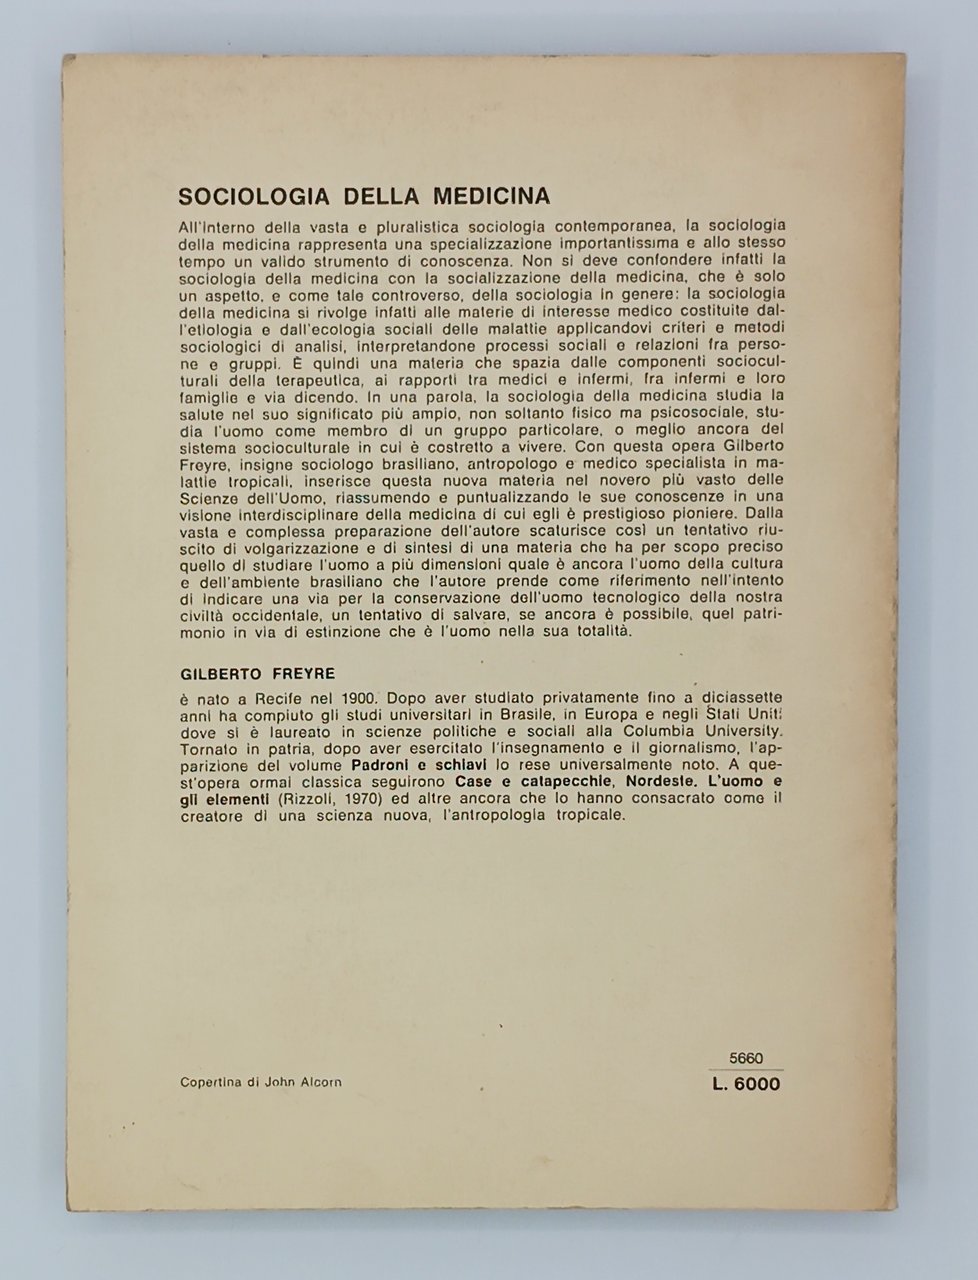 SOCIOLOGIA DELLA MEDICINA
All'interno della vasta e pluralistica sociologia contemporanea, la sociologia
della medicina rappresenta una specializzazione importantissima e allo stesso
tempo un valido strumento di conoscenza. Non si deve confondere infatti la
sociologia della medicina con la socializzazione della medicina, che è solo
un aspetto, e come tale controverso, della sociologia in genere: la sociologia
della medicina si rivolge infatti alle materie di interesse medico costituite dal-
l'etiologia e dall'ecologia sociali delle malattie applicandovi criteri e metodi
sociologici di analisi, interpretandone processi sociali e relazioni fra perso-
ne e gruppi. È quindi una materia che spazia dalle componenti sociocul-
turali della terapeutica, ai rapporti tra medici e infermi, fra infermi e loro
famiglie e via dicendo. In una parola, la sociologia della medicina studia la
salute nel suo significato più ampio, non soltanto fisico ma psicosociale, stu-
dia l'uomo come membro di un gruppo particolare, o meglio ancora del
sistema socioculturale in cui è costretto a vivere. Con questa opera Gilberto
Freyre, insigne sociologo brasiliano, antropologo e medico specialista in ma-
lattie tropicali, inserisce questa nuova materia nel novero più vasto delle
Scienze dell'Uomo, riassumendo e puntualizzando le sue conoscenze in una
visione interdisciplinare della medicina di cui egli è prestigioso pioniere. Dalla
vasta e complessa preparazione dell'autore scaturisce così un tentativo riu-
scito di volgarizzazione e di sintesi di una materia che ha per scopo preciso
quello di studiare l'uomo a più dimensioni quale è ancora l'uomo della cultura
e dell'ambiente brasiliano che l'autore prende come riferimento nell'intento
di indicare una via per la conservazione dell'uomo tecnologico della nostra
civiltà occidentale, un tentativo di salvare, se ancora è possibile, quel patri-
monio in via di estinzione che è l'uomo nella sua totalità.
GILBERTO FREYRE
è nato a Recife nel 1900. Dopo aver studiato privatamente fino a diciassette
anni ha compiuto gli studi universitari in Brasile, in Europa e negli Stati Uniti
dove si è laureato in scienze politiche e sociali alla Columbia University.
Tornato in patria, dopo aver esercitato l'insegnamento e il giornalismo, l'ap-
parizione del volume Padroni e schiavi lo rese universalmente noto. A que-
st'opera ormai classica seguirono Case e catapecchie, Nordeste. L'uomo e
gli elementi (Rizzoli, 1970) ed altre ancora che lo hanno consacrato come il
creatore di una scienza nuova, l'antropologia tropicale.
5660
Copertina di John Alcorn
L. 6000